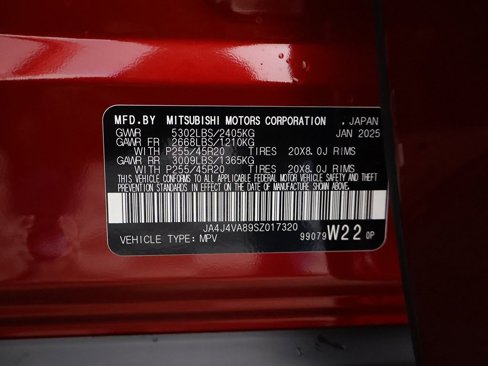 MFD.BY MITSUBISHI MOTORS CORPORATION . JAPAN
GVWR 5302LBS/2405KG JAN 2025
GAWR FR 2668LBS/1210KG
WITH P255/45R20 TIRES 20X8.0J RIMS
GAWR RR 3009LBS/1365KG
WITH P255/45R20 TIRES 20X8.0J RIMS
THIS VEHICLE CONFORMS TO ALL APPLICABLE FEDERAL MOTOR VEHICLE SAFETY AND THEFT
PREVENTION STANDARDS IN EFFECT ON THE DATE OF MANUFACTURE SHOWN ABOVE.
JA4J4VA89SZ017320
VEHICLE TYPE: MPV 99079 W22 0P